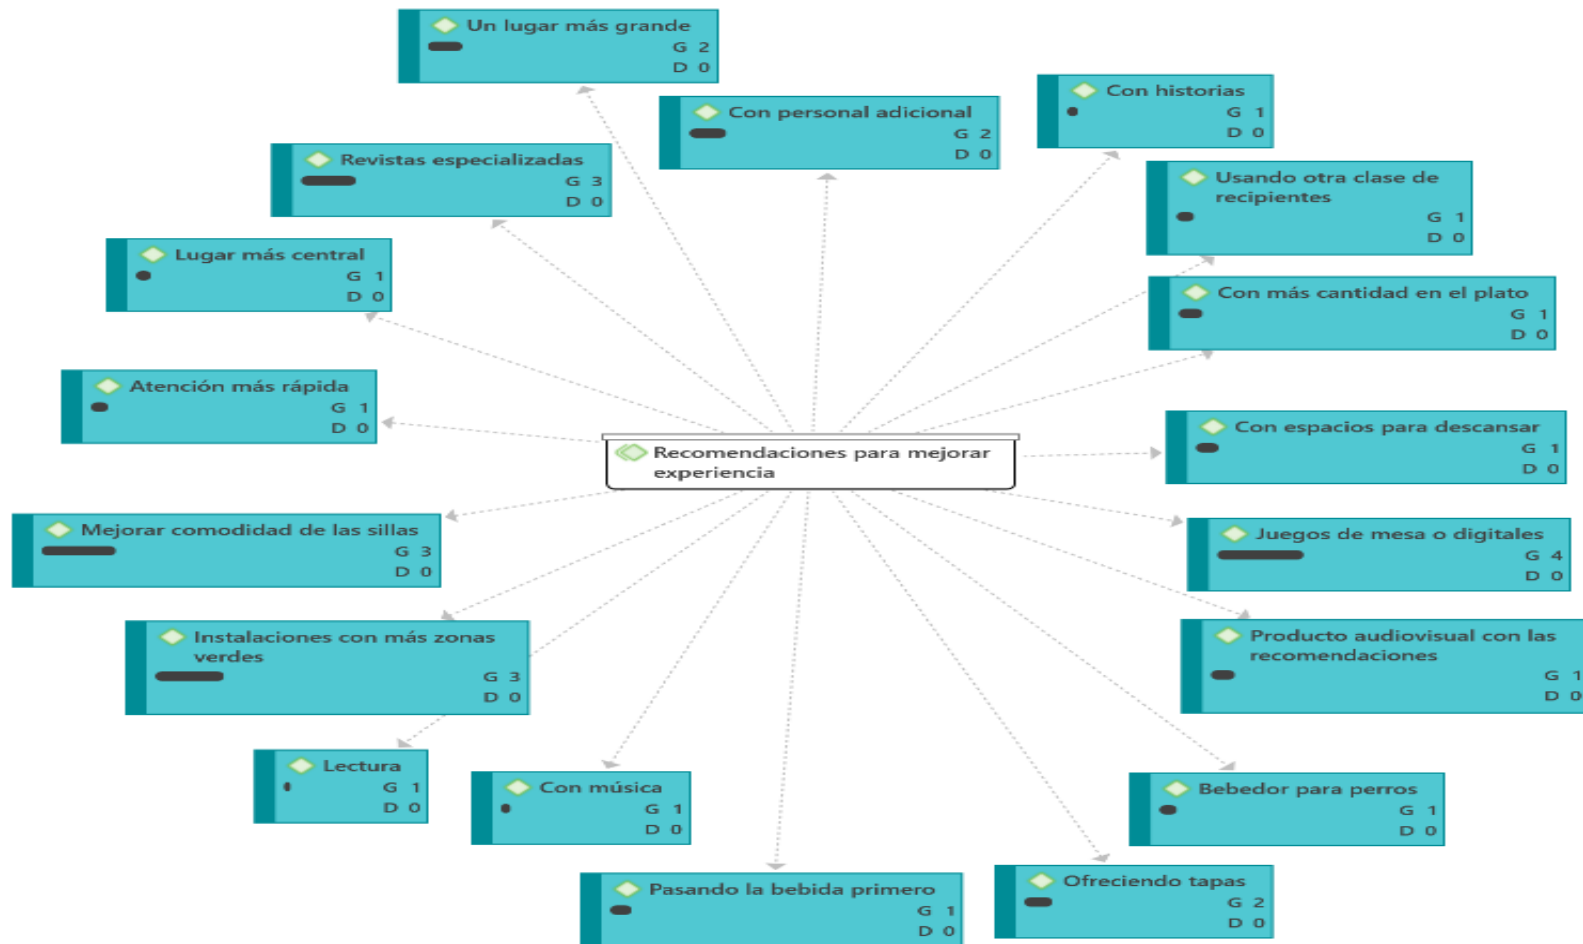 Un lugar más grande
G 2
D 0
Con personal adicional
G 2
D 0
Con historias
G 1
D 0
Revistas especializadas
G 3
D 0
Usando otra clase de
recipientes
G 1
D 0
Lugar más central
G 1
D 0
Con más cantidad en el plato
G 1
D 0
Atención más rápida
G 1
D 0
Con espacios para descansar
G 1
D 0
Recomendaciones para mejorar
experiencia
Mejorar comodidad de las sillas
G 3
D 0
Juegos de mesa o digitales
G 4
D 0
Instalaciones con más zonas
verdes
G 3
D 0
Producto audiovisual con las
recomendaciones
G 1
D 0
Lectura
G 1
D 0
Con música
G 1
D 0
Bebedor para perros
G 1
D 0
Pasando la bebida primero
G 1
D 0
Ofreciendo tapas
G 2
D 0